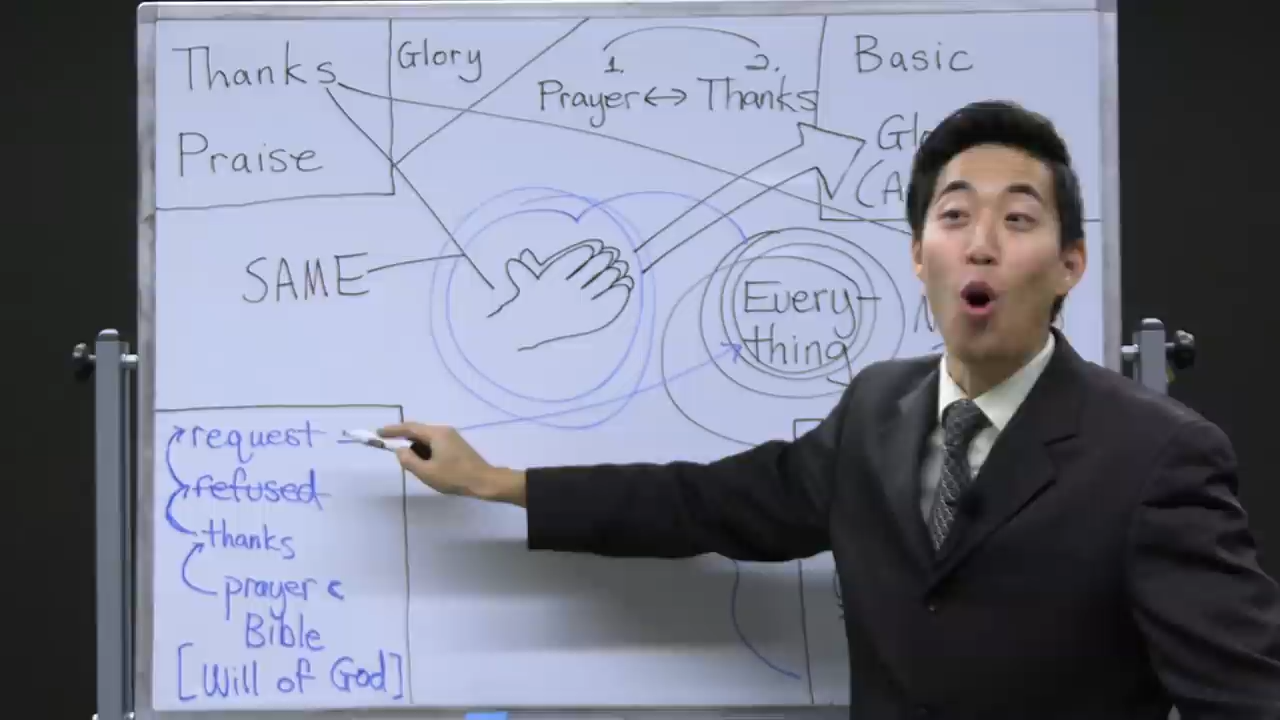 Thanks
Praise
Glory
1. 2.
Prayer ↔ Thanks
Basic
SAME
Every-
thing
request
refused
thanks
prayer
Bible
[Will of God]